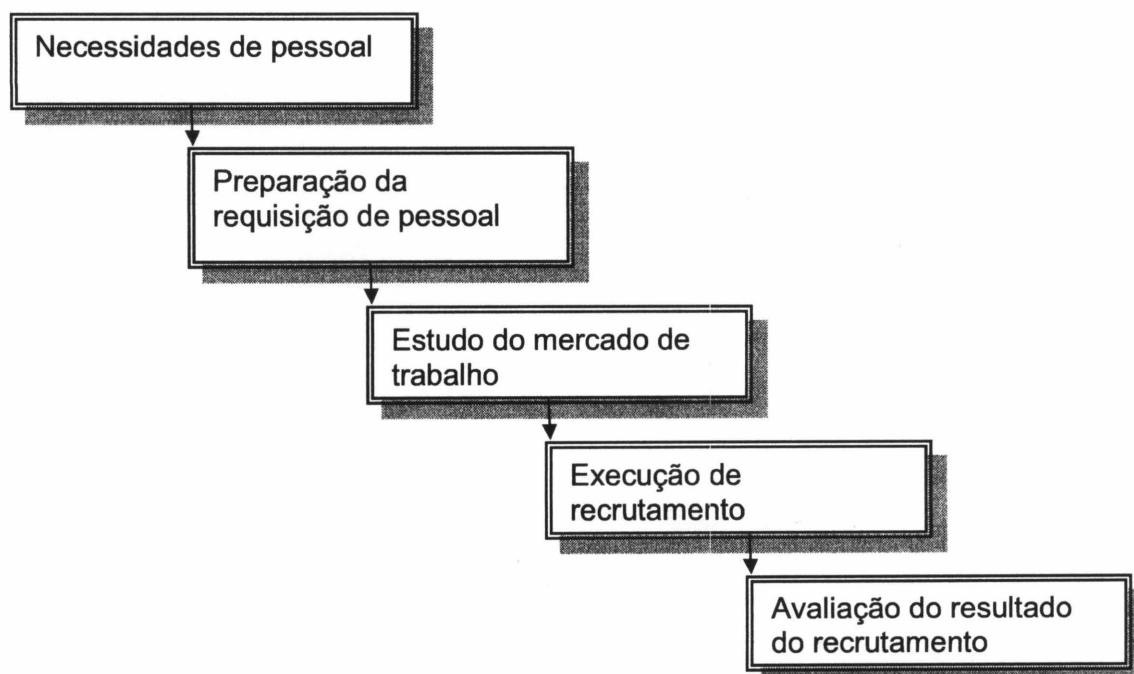 Necessidades de pessoal
Preparação da
requisição de pessoal
Estudo do mercado de
trabalho
Execução de
recrutamento
Avaliação do resultado
do recrutamento